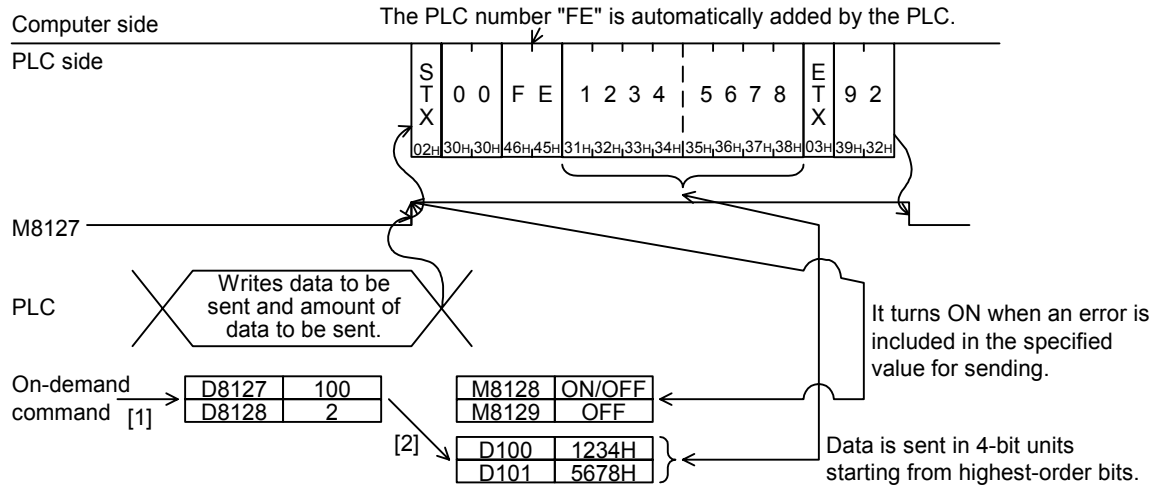 The PLC number "FE" is automatically added by the PLC.
Computer side
PLC side
STX 0 0 F E 1 2 3 4 5 6 7 8 ETX 9 2
02H 30H 30H 46H 45H 31H 32H 33H 34H 35H 36H 37H 38H 03H 39H 32H
M8127
PLC
Writes data to be
sent and amount of
data to be sent.
It turns ON when an error is
included in the specified
value for sending.
On-demand
command [1]
D8127 100
D8128 2
M8128 ON/OFF
M8129 OFF
[2]
D100 1234H
D101 5678H
Data is sent in 4-bit units
starting from highest-order bits.